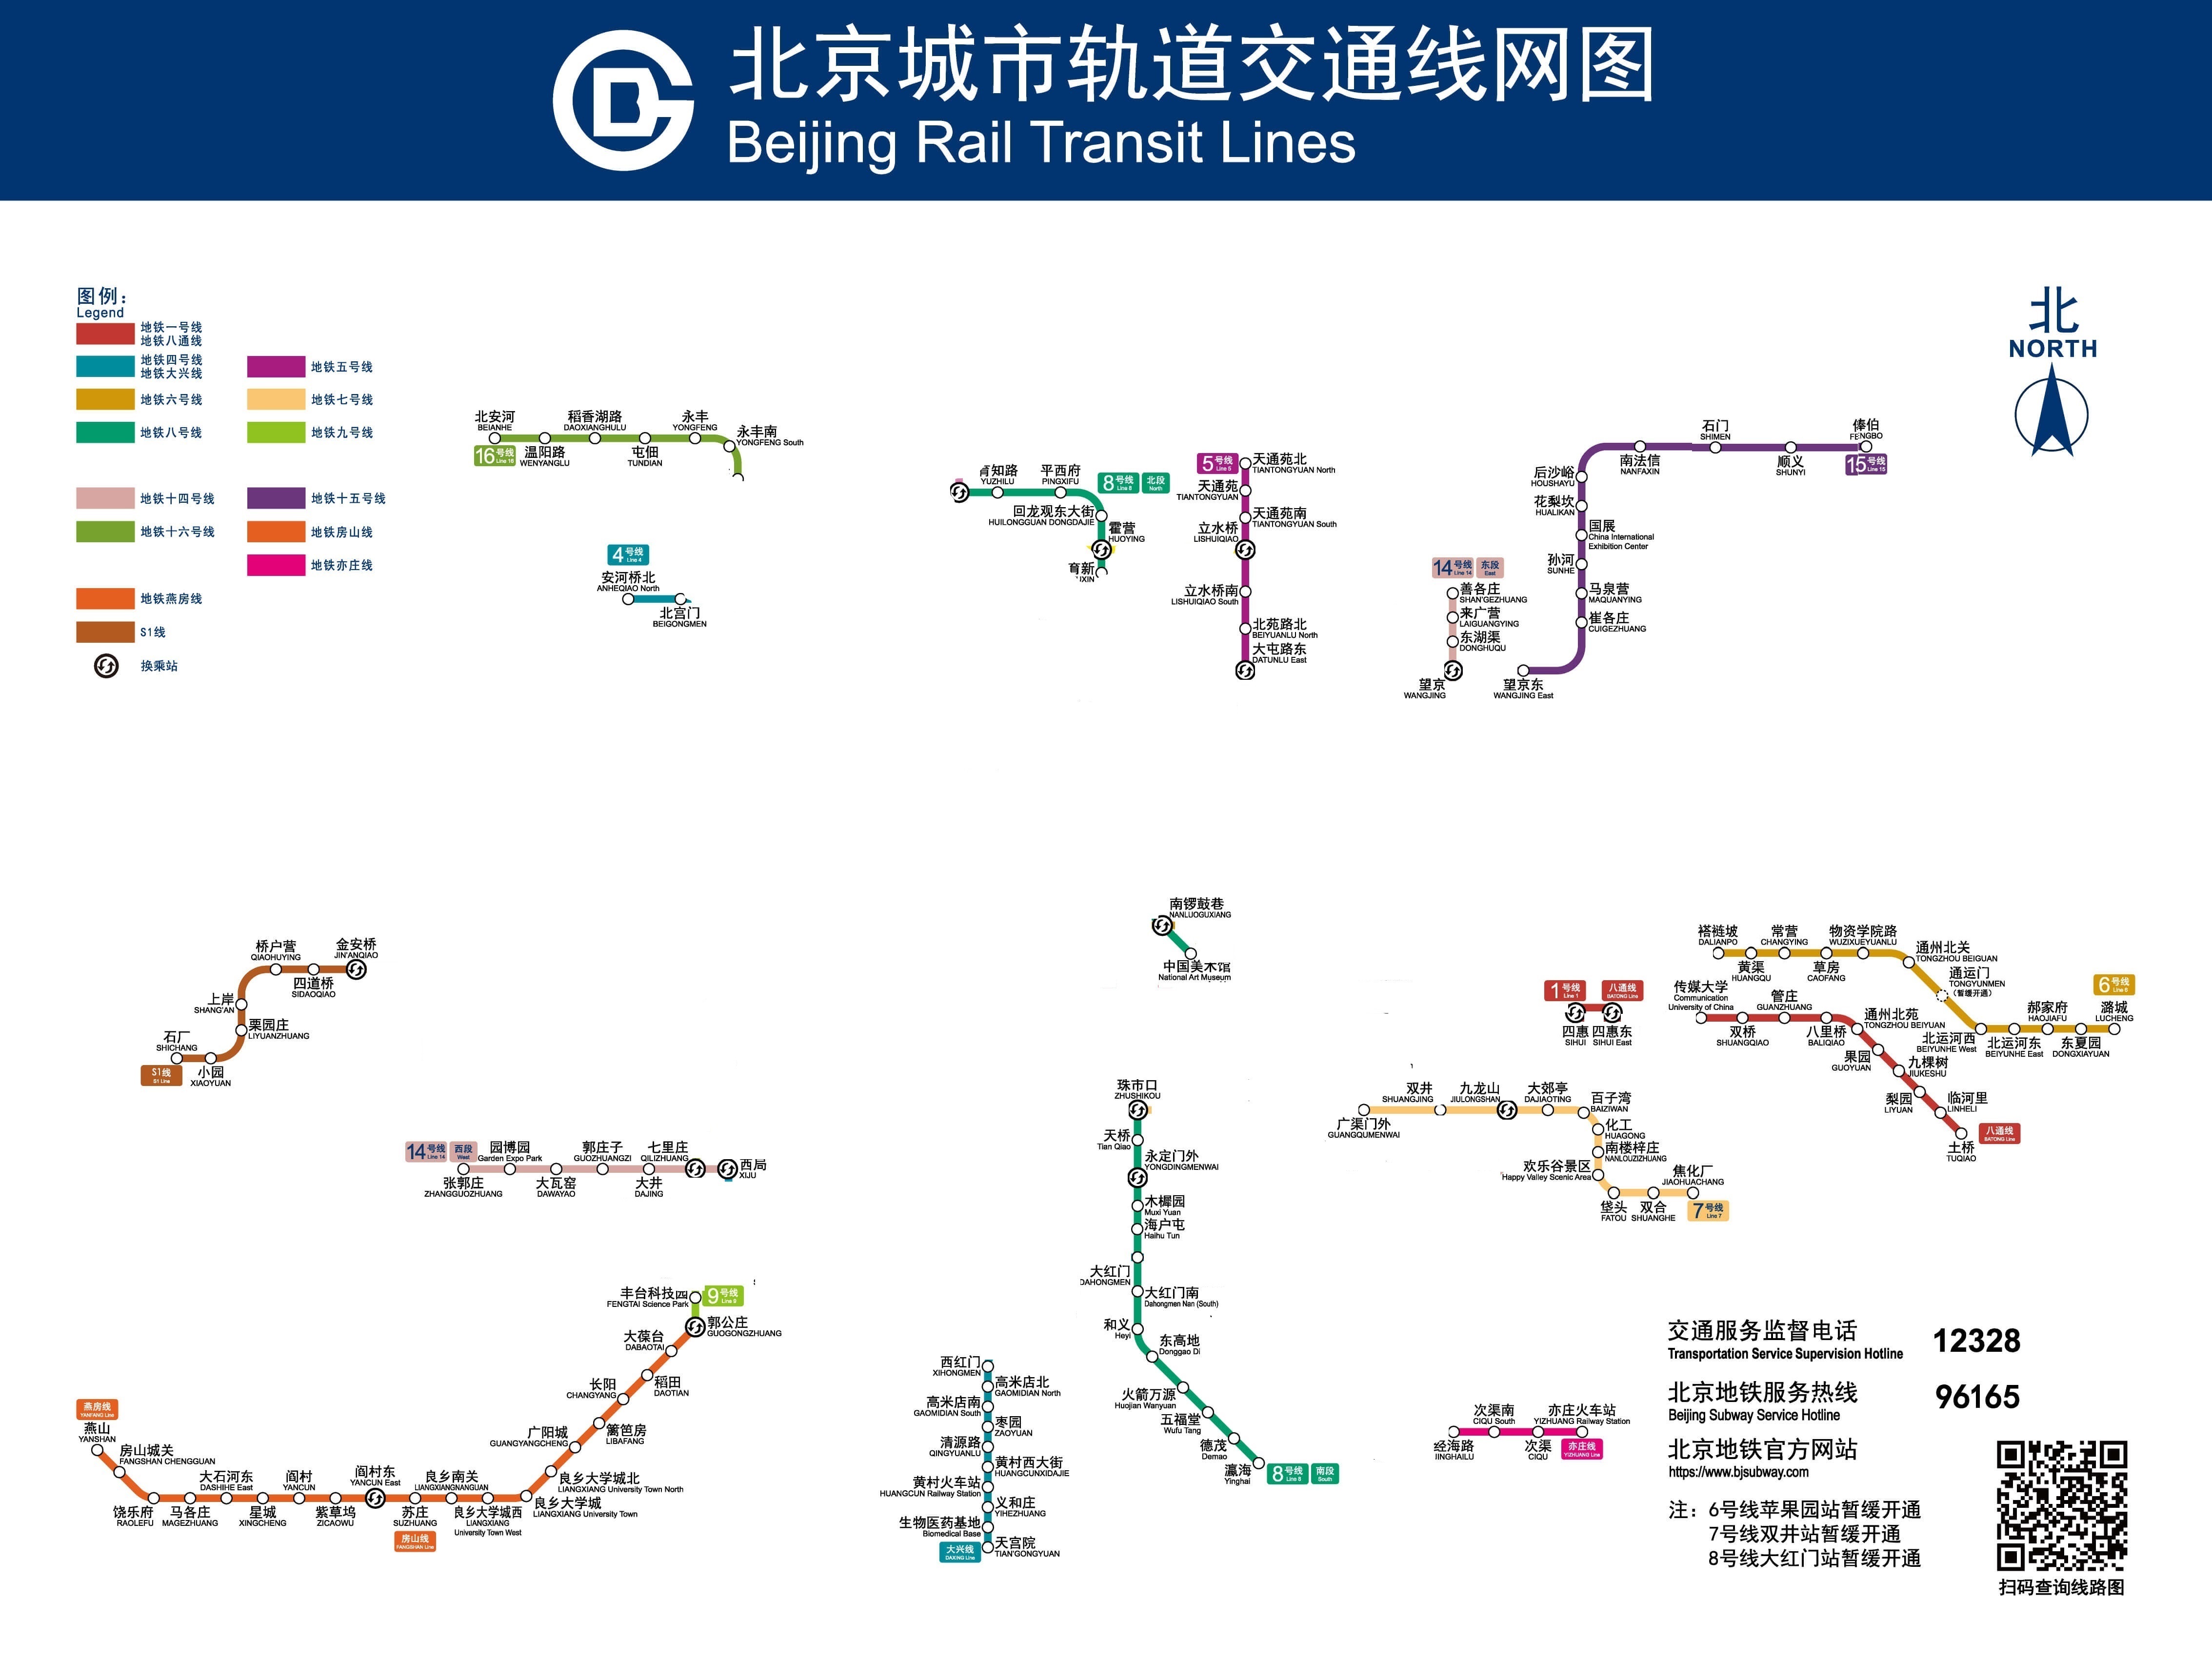 北京城市轨道交通线网图
Beijing Rail Transit Lines
图例：
Legend
地铁一号线
地铁八通线
地铁四号线
地铁大兴线
地铁五号线
地铁六号线
地铁七号线
地铁八号线
地铁九号线
地铁十四号线
地铁十五号线
地铁十六号线
地铁房山线
地铁亦庄线
地铁燕房线
S1线
换乘站
北
NORTH
北安河
BEIANHE
16号线
Line 16
温阳路
WENYANGLU
稻香湖路
DAOXIANGHULU
屯佃
TUNDIAN
永丰
YONGFENG
永丰南
YONGFENG South
4号线
Line 4
安河桥北
ANHEQIAO North
北宫门
BEIGONGMEN
知路
YUZHILU
平西府
PINGXIFU
8号线
Line 8
北段
North
回龙观东大街
HUILONGGUAN DONGDAJIE
霍营
HUOYING
育新
IXIN
5号线
Line 5
天通苑北
TIANTONGYUAN North
天通苑
TIANTONGYUAN
天通苑南
TIANTONGYUAN South
立水桥
LISHUIQIAO
立水桥南
LISHUIQIAO South
北苑路北
BEIYUANLU North
大屯路东
DATUNLU East
14号线
Line 14
东段
East
善各庄
SHAN'GEZHUANG
来广营
LAIGUANGYING
东湖渠
DONGHUQU
望京
WANGJING
望京东
WANGJING East
崔各庄
CUIGEZHUANG
马泉营
MAQUANYING
孙河
SUNHE
国展
China International
Exhibition Center
花梨坎
HUALIKAN
后沙峪
HOUSHAYU
南法信
NANFAXIN
石门
SHIMEN
顺义
SHUNYI
俸伯
FENGBO
15号线
Line 15
南锣鼓巷
NANLUOGUXIANG
中国美术馆
National Art Museum
金安桥
JIN'ANQIAO
四道桥
SIDAOQIAO
桥户营
QIAOHUYING
上岸
SHANG'AN
栗园庄
LIYUANZHUANG
小园
XIAOYUAN
石厂
SHICHANG
S1线
S1 Line
1号线
Line 1
八通线
BATONG Line
四惠
SIHUI
四惠东
SIHUI East
褡裢坡
DALIANPO
黄渠
HUANGQU
常营
CHANGYING
草房
CAOFANG
物资学院路
WUZIXUEYUANLU
通州北关
TONGZHOU BEIGUAN
通运门
TONGYUNMEN
（暂缓开通）
北运河西
BEIYUNHE West
北运河东
BEIYUNHE East
郝家府
HAOJIAFU
东夏园
DONGXIAYUAN
潞城
LUCHENG
6号线
Line 6
传媒大学
Communication
University of China
双桥
SHUANGQIAO
管庄
GUANZHUANG
八里桥
BALIQIAO
通州北苑
TONGZHOU BEIYUAN
果园
GUOYUAN
九棵树
JIUKESHU
梨园
LIYUAN
临河里
LINHELI
土桥
TUQIAO
八通线
BATONG Line
广渠门外
GUANGQUMENWAI
双井
SHUANGJING
九龙山
JIULONGSHAN
大郊亭
DAJIAOTING
百子湾
BAIZIWAN
化工
HUAGONG
南楼梓庄
NANLOUZIZHUANG
欢乐谷景区
Happy Valley Scenic Area
垡头
FATOU
双合
SHUANGHE
焦化厂
JIAOHUACHANG
7号线
Line 7
14号线
Line 14
西段
West
张郭庄
ZHANGGUOZHUANG
园博园
Garden Expo Park
大瓦窑
DAWAYAO
郭庄子
GUOZHUANGZI
大井
DAJING
七里庄
QILIZHUANG
西局
XIJU
珠市口
ZHUSHIKOU
天桥
Tian Qiao
永定门外
YONGDINGMENWAI
木樨园
Muxi Yuan
海户屯
Haihu Tun
大红门
DAHONGMEN
大红门南
Dahongmen Nan (South)
和义
Heyi
东高地
Donggao Di
火箭万源
Huojian Wanyuan
五福堂
Wufu Tang
德茂
Demao
瀛海
Yinghai
8号线
Line 8
南段
South
丰台科技
FENGTAI Science Park
9号线
Line 9
郭公庄
GUOGONGZHUANG
大葆台
DABAOTAI
稻田
DAOTIAN
长阳
CHANGYANG
篱笆房
LIBAFANG
广阳城
GUANGYANGCHENG
良乡大学城北
LIANGXIANG University Town North
良乡大学城
LIANGXIANG University Town
良乡大学城西
LIANGXIANG
University Town West
良乡南关
LIANGXIANGNANGUAN
苏庄
SUZHUANG
房山线
FANGSHAN Line
阎村东
YANCUN East
紫草坞
ZICAOWU
阎村
YANCUN
星城
XINGCHENG
大石河东
DASHIHE East
马各庄
MAGEZHUANG
饶乐府
RAOLEFU
房山城关
FANGSHAN CHENGGUAN
燕山
YANSHAN
燕房线
YANFANG Line
西红门
XIHONGMEN
高米店北
GAOMIDIAN North
高米店南
GAOMIDIAN South
枣园
ZAOYUAN
清源路
QINGYUANLU
黄村西大街
HUANGCUNXIDAJIE
黄村火车站
HUANGCUN Railway Station
义和庄
YIHEZHUANG
生物医药基地
Biomedical Base
天宫院
TIAN'GONGYUAN
大兴线
DAXING Line
经海路
JINGHAILU
次渠南
CIQU South
次渠
CIQU
亦庄火车站
YIZHUANG Railway Station
亦庄线
YIZHUANG Line
交通服务监督电话
Transportation Service Supervision Hotline
12328
北京地铁服务热线
Beijing Subway Service Hotline
96165
北京地铁官方网站
https://www.bjsubway.com
注：6号线苹果园站暂缓开通
7号线双井站暂缓开通
8号线大红门站暂缓开通
扫码查询线路图